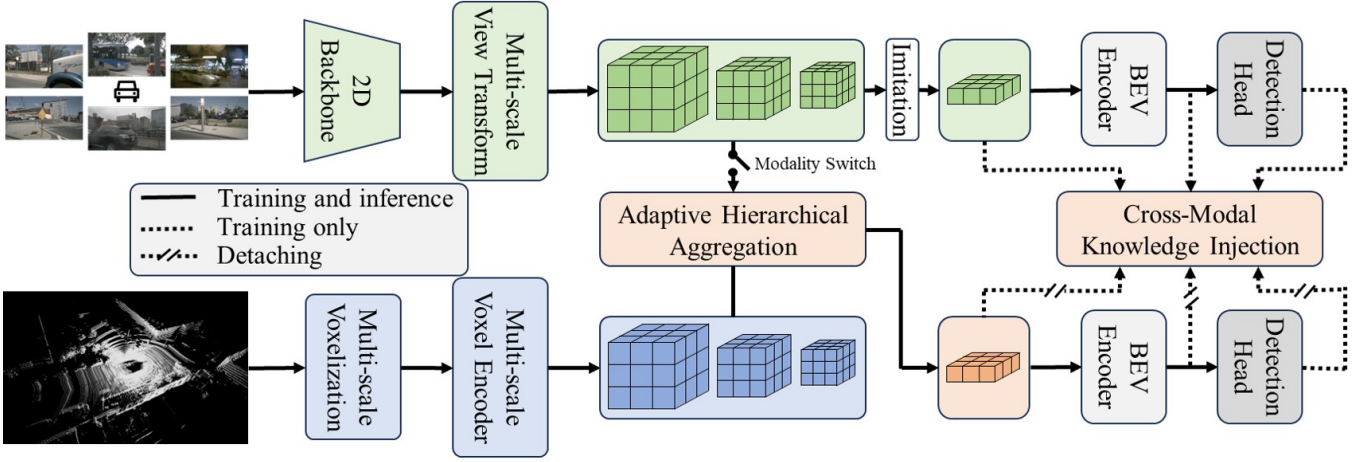 2D
Backbone
Multi-scale
View Transform
Imitation
BEV
Encoder
Detection
Head
Modality Switch
Training and inference
Training only
Detaching
Adaptive Hierarchical
Aggregation
Cross-Modal
Knowledge Injection
Multi-scale
Voxelization
Multi-scale
Voxel Encoder
BEV
Encoder
Detection
Head